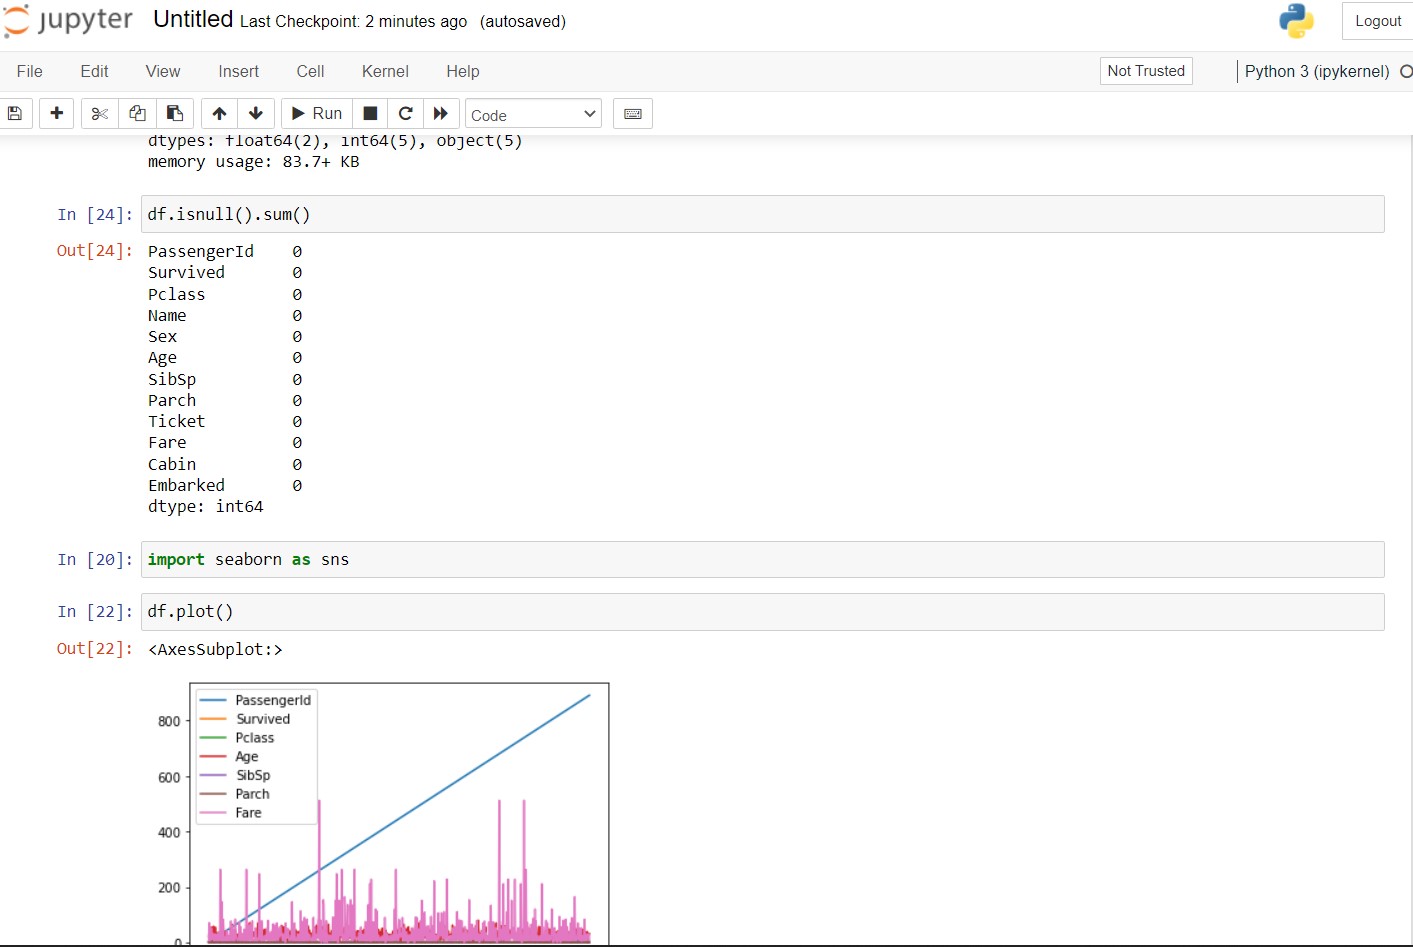 jupyter Untitled Last Checkpoint: 2 minutes ago (autosaved) Logout
File Edit View Insert Cell Kernel Help Not Trusted Python 3 (ipykernel)
Run Code
dtypes: float64(2), int64(5), object(5)
memory usage: 83.7+ KB
In [24]: df.isnull().sum()
Out[24]: PassengerId 0
Survived 0
Pclass 0
Name 0
Sex 0
Age 0
SibSp 0
Parch 0
Ticket 0
Fare 0
Cabin 0
Embarked 0
dtype: int64
In [20]: import seaborn as sns
In [22]: df.plot()
Out[22]: <AxesSubplot:>
PassengerId
Survived
Pclass
Age
SibSp
Parch
Fare
800
600
400
200
0